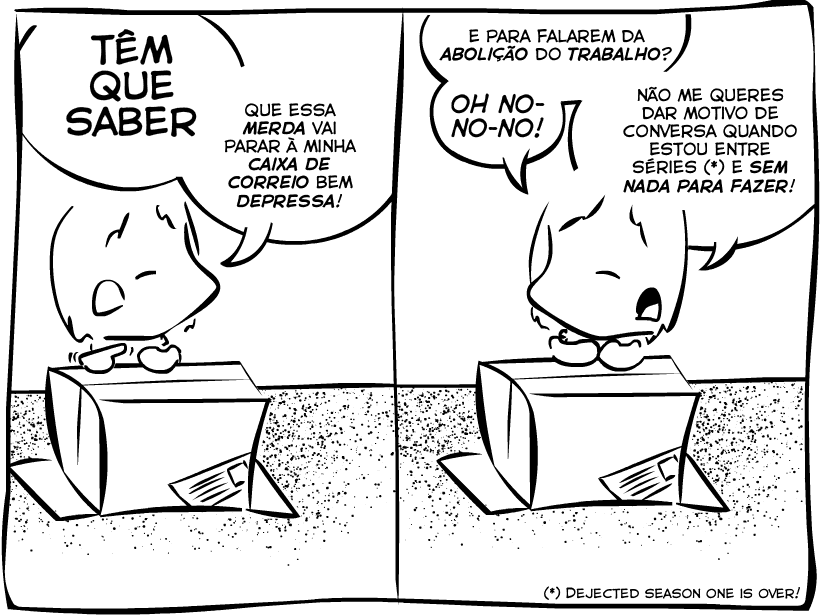 TÊM
QUE
SABER
QUE ESSA
MERDA VAI
PARAR À MINHA
CAIXA DE
CORREIO BEM
DEPRESSA!
E PARA FALAREM DA
ABOLIÇÃO DO TRABALHO?
OH NO-
NO-NO!
NÃO ME QUERES
DAR MOTIVO DE
CONVERSA QUANDO
ESTOU ENTRE
SÉRIES (*) E SEM
NADA PARA FAZER!
(*) DEJECTED SEASON ONE IS OVER!